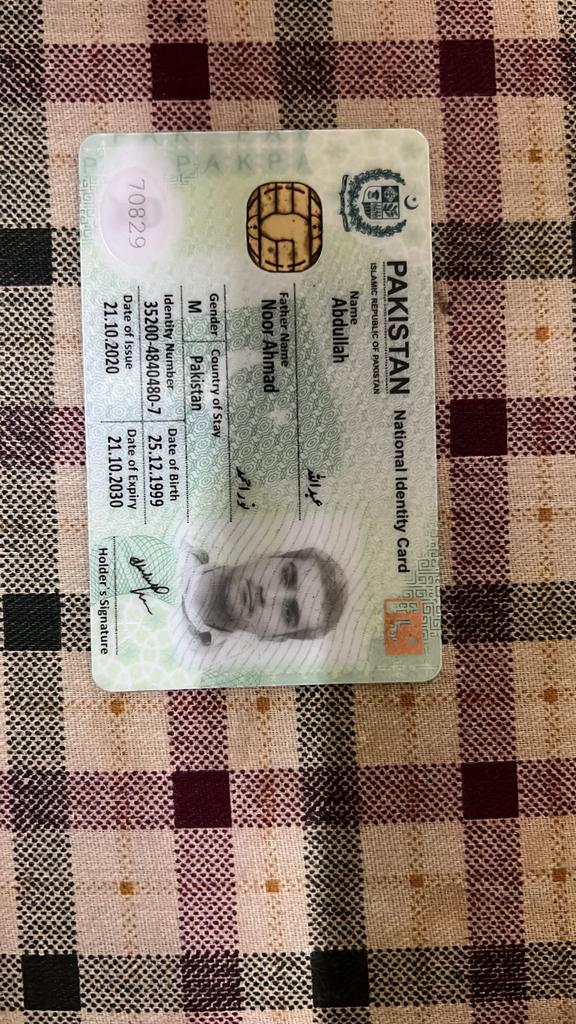 PAKISTAN National Identity Card
ISLAMIC REPUBLIC OF PAKISTAN
Name
Abdullah
عبداللہ
Father Name
Noor Ahmad
نور احمد
Gender Country of Stay
M Pakistan
Identity Number Date of Birth
35200-4840480-7 25.12.1999
Date of Issue Date of Expiry
21.10.2020 21.10.2030
Holder's Signature
70829
PAKPA